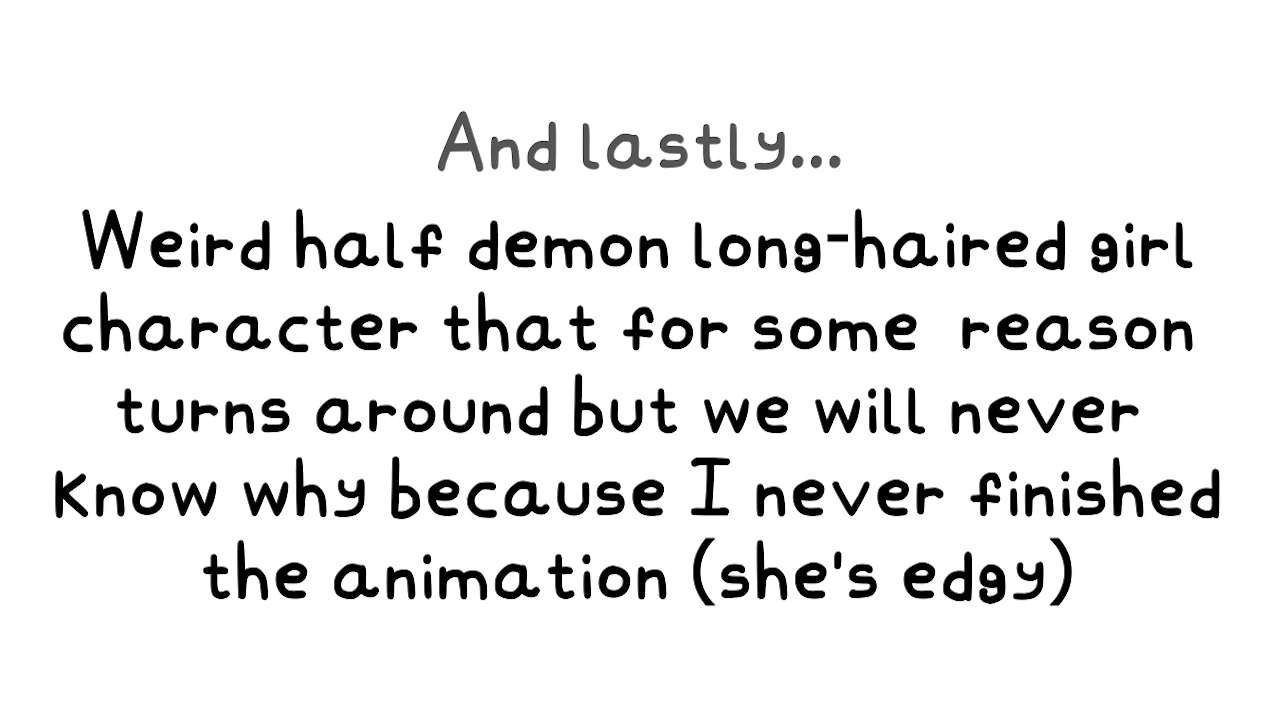 And lastly...
Weird half demon long-haired girl
character that for some  reason
turns around but we will never
know why because I never finished
the animation (she's edgy)